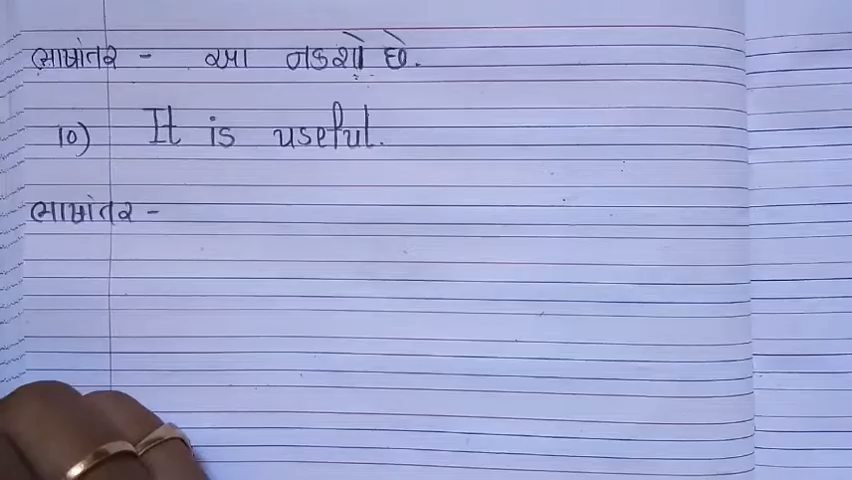 ભાષાંતર - આ નકશો છે.
10) It is useful.
ભાષાંતર -